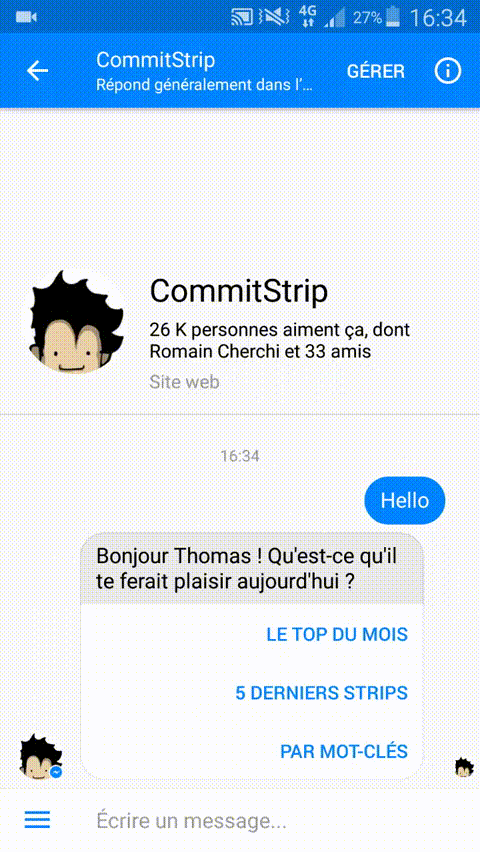 4G 27% 16:34
CommitStrip
Répond généralement dans l'...
GÉRER
CommitStrip
26 K personnes aiment ça, dont
Romain Cherchi et 33 amis
Site web
16:34
Hello
Bonjour Thomas ! Qu'est-ce qu'il
te ferait plaisir aujourd'hui ?
LE TOP DU MOIS
5 DERNIERS STRIPS
PAR MOT-CLÉS
Écrire un message...